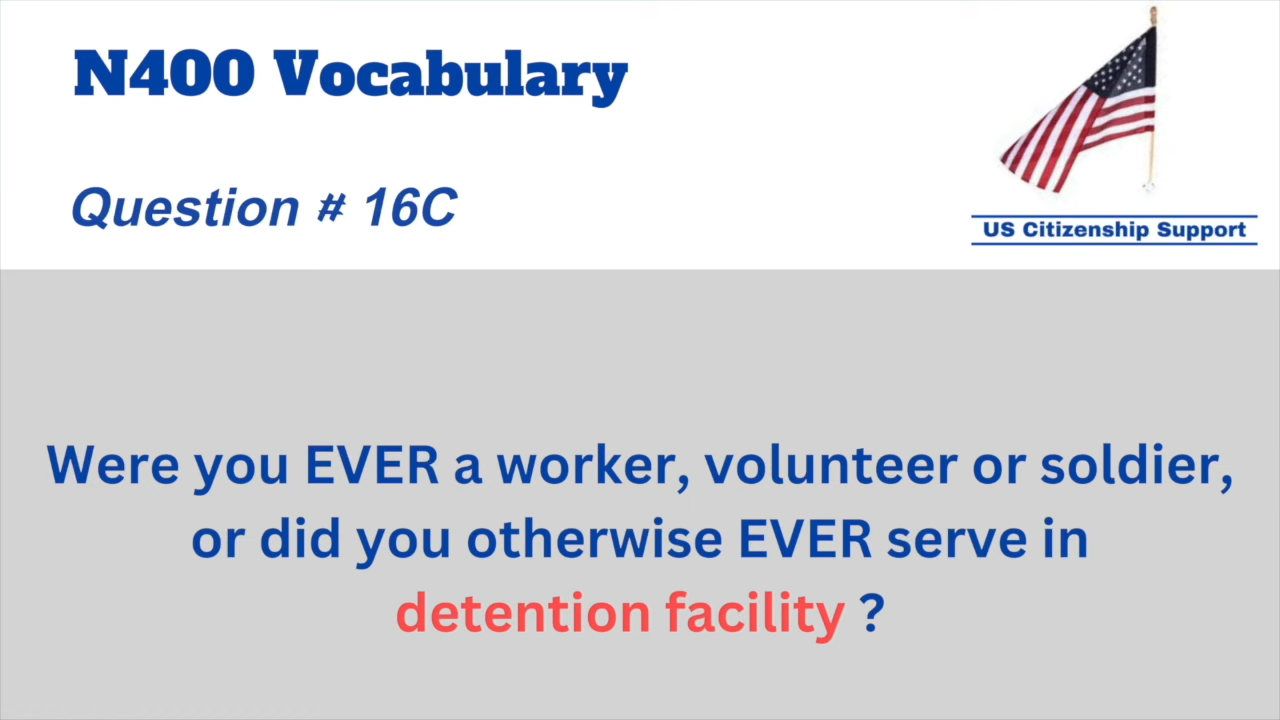 N400 Vocabulary
Question # 16C
US Citizenship Support
Were you EVER a worker, volunteer or soldier,
or did you otherwise EVER serve in
detention facility ?